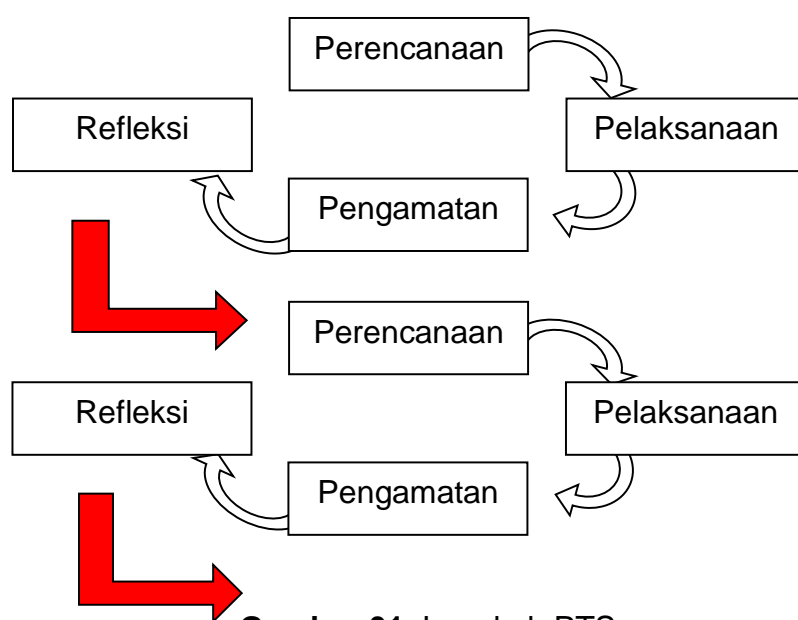 Perencanaan
Refleksi
Pelaksanaan
Pengamatan
Perencanaan
Refleksi
Pelaksanaan
Pengamatan